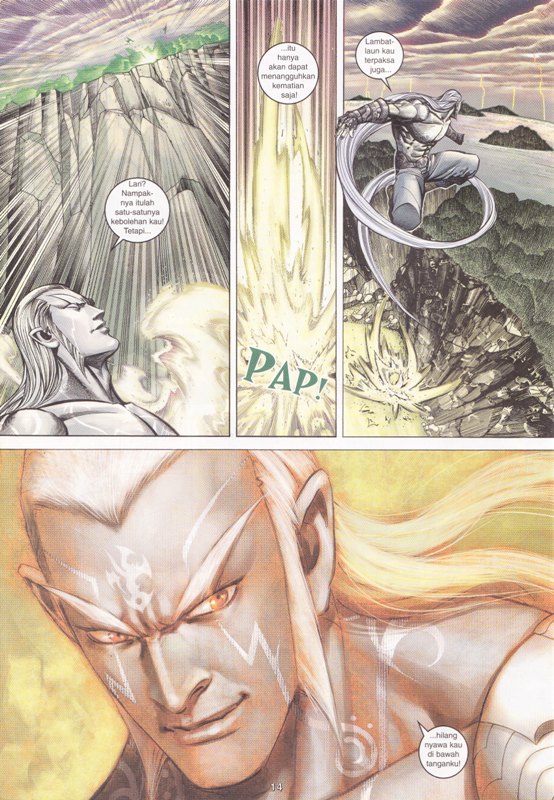 Lan?
Nampak-
nya itulah
satu-satunya
kebolehan kau!
Tetapi...
...itu
hanya
akan dapat
menangguhkan
kematian
saja!
PAP!
Lambat-
laun kau
terpaksa
juga...
...hilang
nyawa kau
di bawah
tanganku!
14